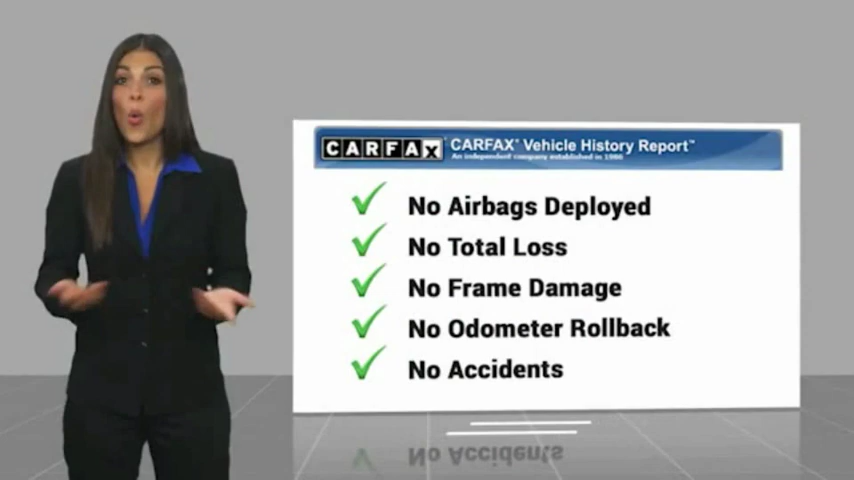 CARFAX CARFAX® Vehicle History Report™
An independent company established in 1986
No Airbags Deployed
No Total Loss
No Frame Damage
No Odometer Rollback
No Accidents
No Accidents